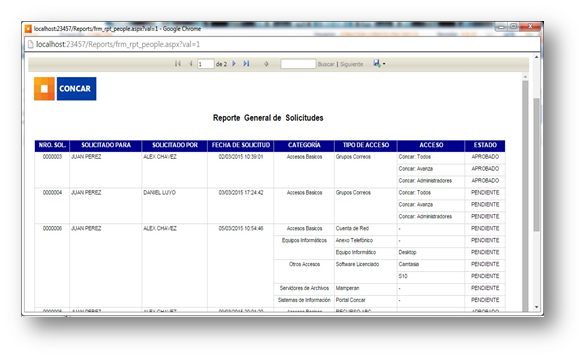 localhost:23457/Reports/frm_rpt_people.aspx?val=1 - Google Chrome
localhost:23457/Reports/frm_rpt_people.aspx?val=1
1 de 2 Buscar | Siguiente
CONCAR
Reporte General de Solicitudes
NRO. SOL. SOLICITADO PARA SOLICITADO POR FECHA DE SOLICITUD CATEGORÍA TIPO DE ACCESO ACCESO ESTADO
0000003 JUAN PEREZ ALEX CHAVEZ 02/03/2015 10:39:01 Accesos Basicos Grupos Correos Concar: Todos APROBADO
Concar: Avanza APROBADO
Concar: Administradores APROBADO
0000004 JUAN PEREZ DANIEL LUYO 03/03/2015 17:24:42 Accesos Basicos Grupos Correos Concar: Todos PENDIENTE
Concar: Avanza PENDIENTE
Concar: Administradores PENDIENTE
0000006 JUAN PEREZ ALEX CHAVEZ 05/03/2015 10:54:46 Accesos Basicos Cuenta de Red - PENDIENTE
Equipos Informáticos Anexo Telefónico - PENDIENTE
Equipo Informático Desktop PENDIENTE
Otros Accesos Software Licenciado Camtasia PENDIENTE
S10 PENDIENTE
Servidores de Archivos Mamperan - PENDIENTE
Sistemas de Información Portal Concar - PENDIENTE
JUAN PEREZ ALEX CHAVEZ Accesos Basicos APROBADO